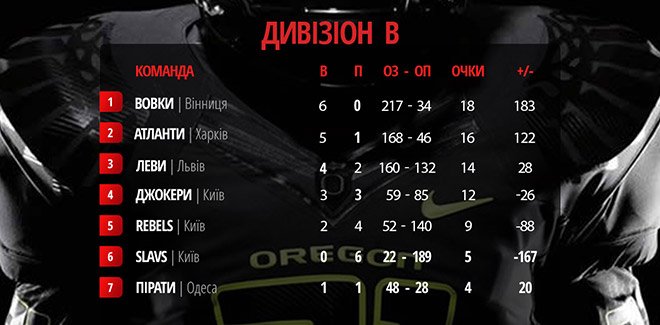 ДИВІЗІОН В
КОМАНДА В П ОЗ - ОП ОЧКИ +/-
1 ВОВКИ | Вінниця 6 0 217 - 34 18 183
2 АТЛАНТИ | Харків 5 1 168 - 46 16 122
3 ЛЕВИ | Львів 4 2 160 - 132 14 28
4 ДЖОКЕРИ | Київ 3 3 59 - 85 12 -26
5 REBELS | Київ 2 4 52 - 140 9 -88
6 SLAVS | Київ 0 6 22 - 189 5 -167
7 ПІРАТИ | Одеса 1 1 48 - 28 4 20
OREGON